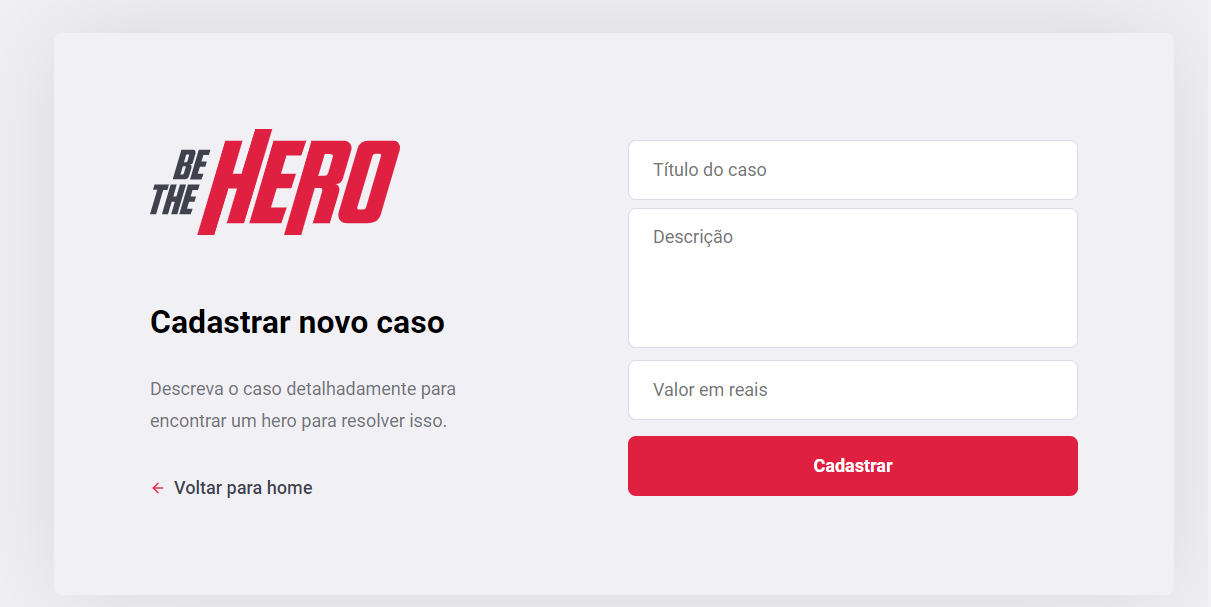 BE
THE
HERO
Cadastrar novo caso
Descreva o caso detalhadamente para
encontrar um hero para resolver isso.
Voltar para home
Título do caso
Descrição
Valor em reais
Cadastrar